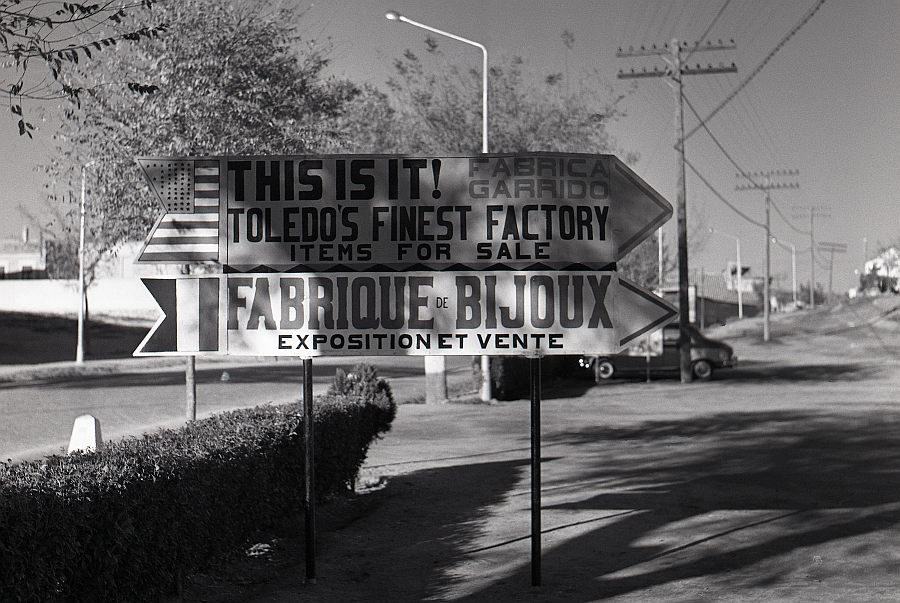 THIS IS IT! FABRICA GARRIDO
TOLEDO'S FINEST FACTORY
ITEMS FOR SALE
FABRIQUE DE BIJOUX
EXPOSITION ET VENTE